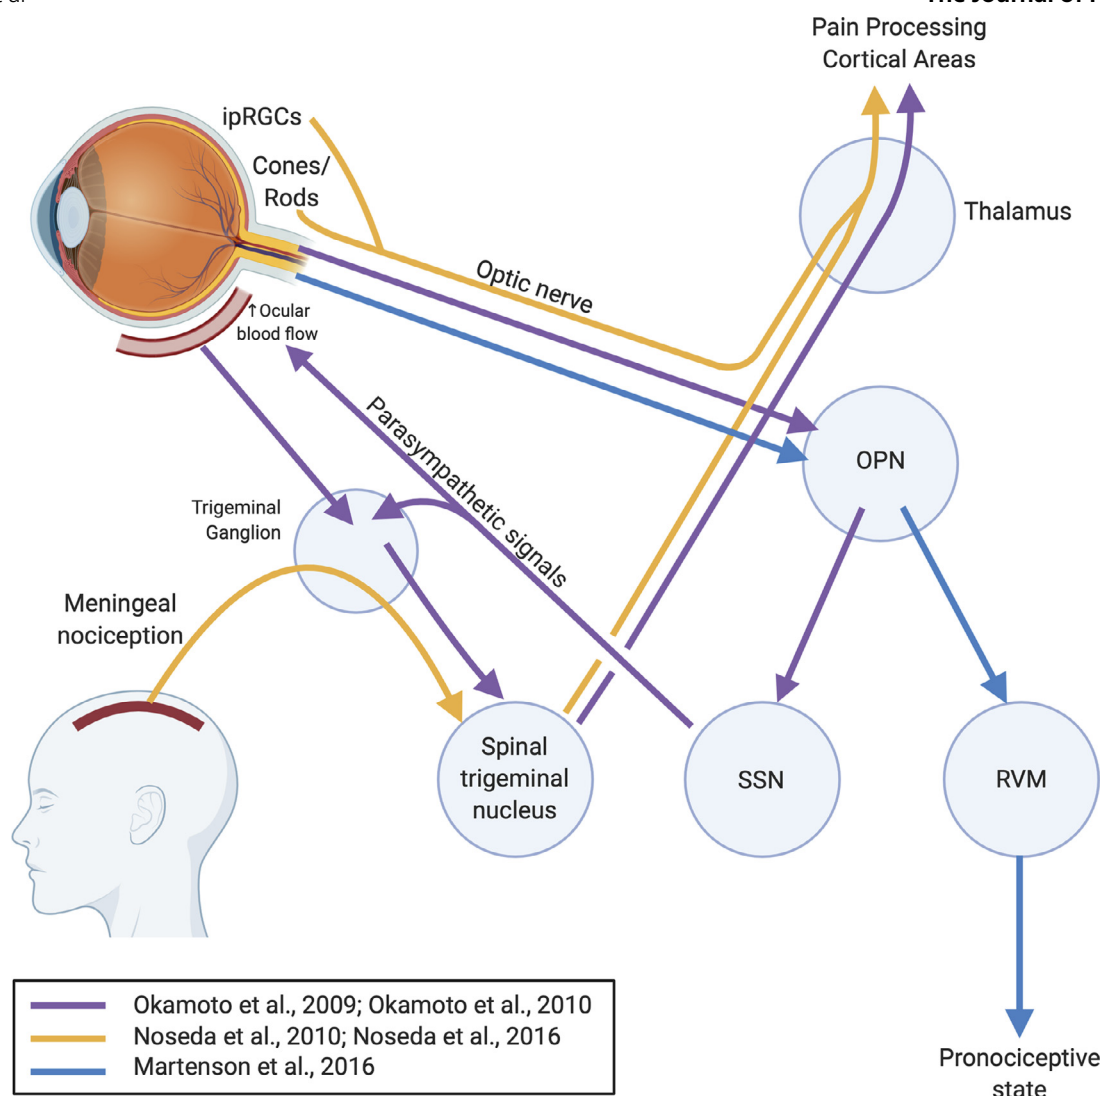 Pain Processing
Cortical Areas
ipRGCs
Cones/
Rods
Thalamus
Optic nerve
↑ Ocular
blood flow
Parasympathetic signals
OPN
Trigeminal
Ganglion
Meningeal
nociception
Spinal
trigeminal
nucleus
SSN
RVM
Okamoto et al., 2009; Okamoto et al., 2010
Noseda et al., 2010; Noseda et al., 2016
Martenson et al., 2016
Pronociceptive
state